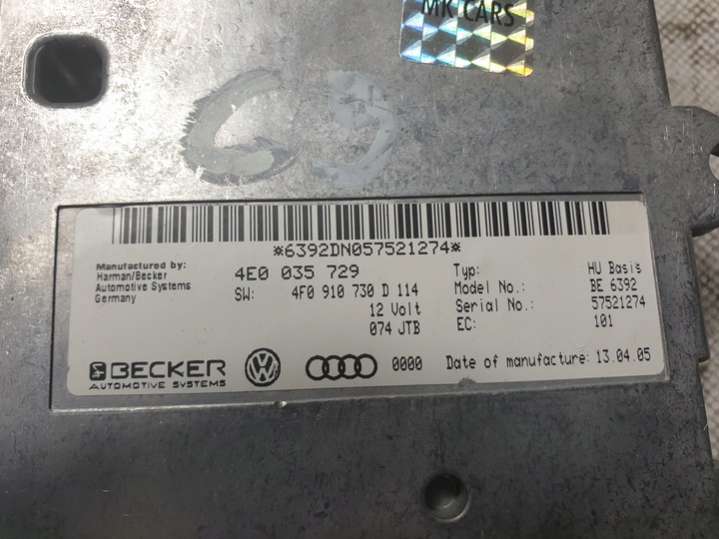 MK CARS
C9
*6392DN057521274*
Manufactured by:
Harman/Becker
Automotive Systems
Germany
4E0 035 729
SW: 4F0 910 730 D 114
12 Volt
074 JTB
Typ: HU Basis
Model No.: BE 6392
Serial No.: 57521274
EC: 101
BECKER
AUTOMOTIVE SYSTEMS
0000 Date of manufacture: 13.04.05